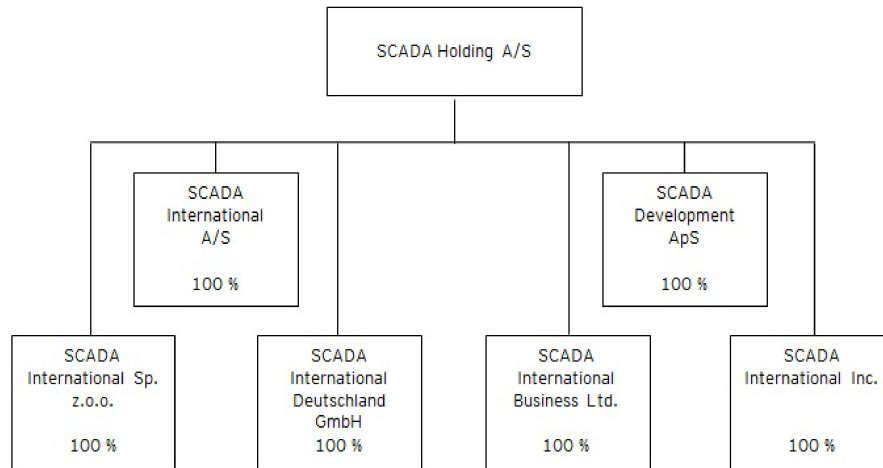 SCADA Holding A/S
SCADA
International
A/S
100 %
SCADA
Development
ApS
100 %
SCADA
International Sp.
z.o.o.
100 %
SCADA
International
Deutschland
GmbH
100 %
SCADA
International
Business Ltd.
100 %
SCADA
International Inc.
100 %